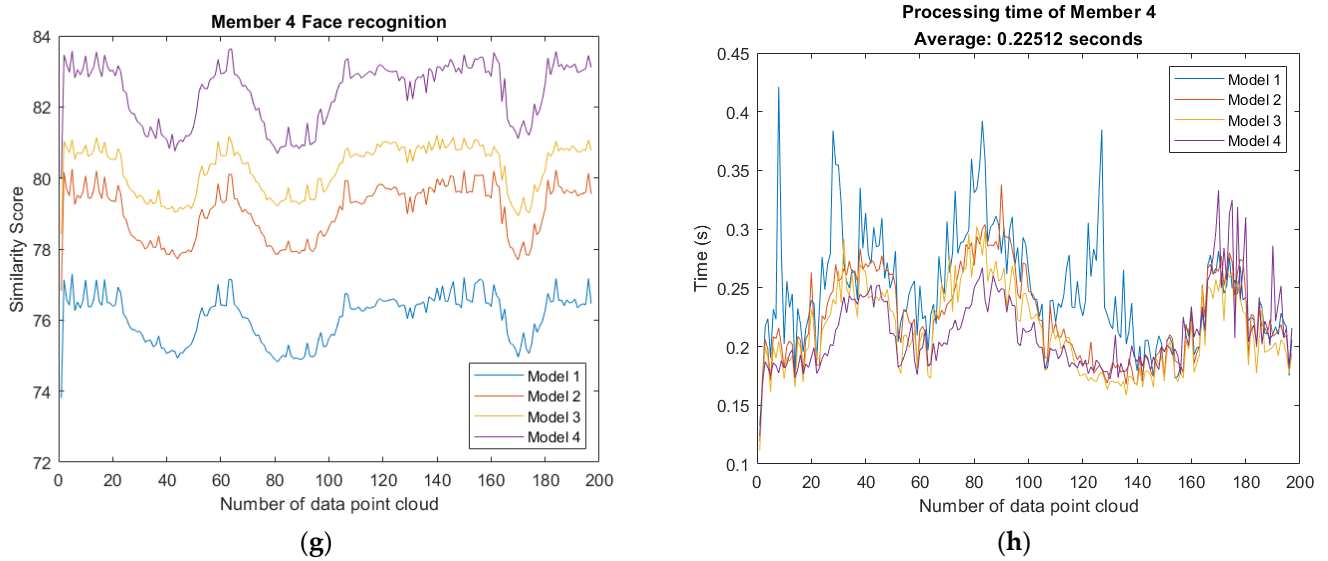 Member 4 Face recognition
84
82
80
78
76
74
72
Similarity Score
0 20 40 60 80 100 120 140 160 180 200
Number of data point cloud
Model 1
Model 2
Model 3
Model 4
(g)
Processing time of Member 4
Average: 0.22512 seconds
0.45
0.4
0.35
0.3
0.25
0.2
0.15
0.1
Time (s)
0 20 40 60 80 100 120 140 160 180 200
Number of data point cloud
Model 1
Model 2
Model 3
Model 4
(h)